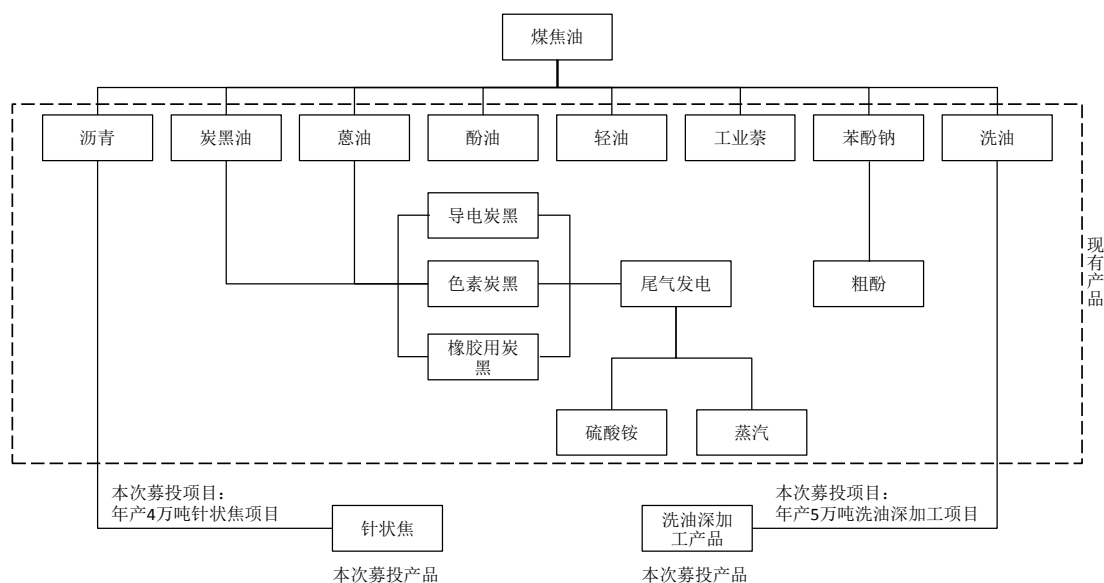 煤焦油
沥青
炭黑油
蒽油
酚油
轻油
工业萘
苯酚钠
洗油
导电炭黑
色素炭黑
橡胶用炭
黑
尾气发电
粗酚
硫酸铵
蒸汽
现有产品
本次募投项目：
年产4万吨针状焦项目
针状焦
本次募投产品
本次募投项目：
年产5万吨洗油深加工项目
洗油深加
工产品
本次募投产品